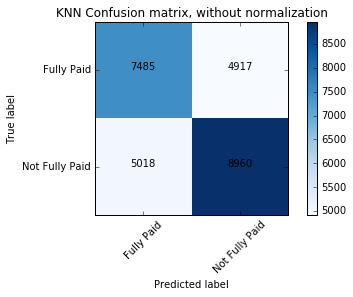 KNN Confusion matrix, without normalization
True label
Fully Paid
7485
4917
Not Fully Paid
5018
8960
Fully Paid
Not Fully Paid
Predicted label
8500
8000
7500
7000
6500
6000
5500
5000